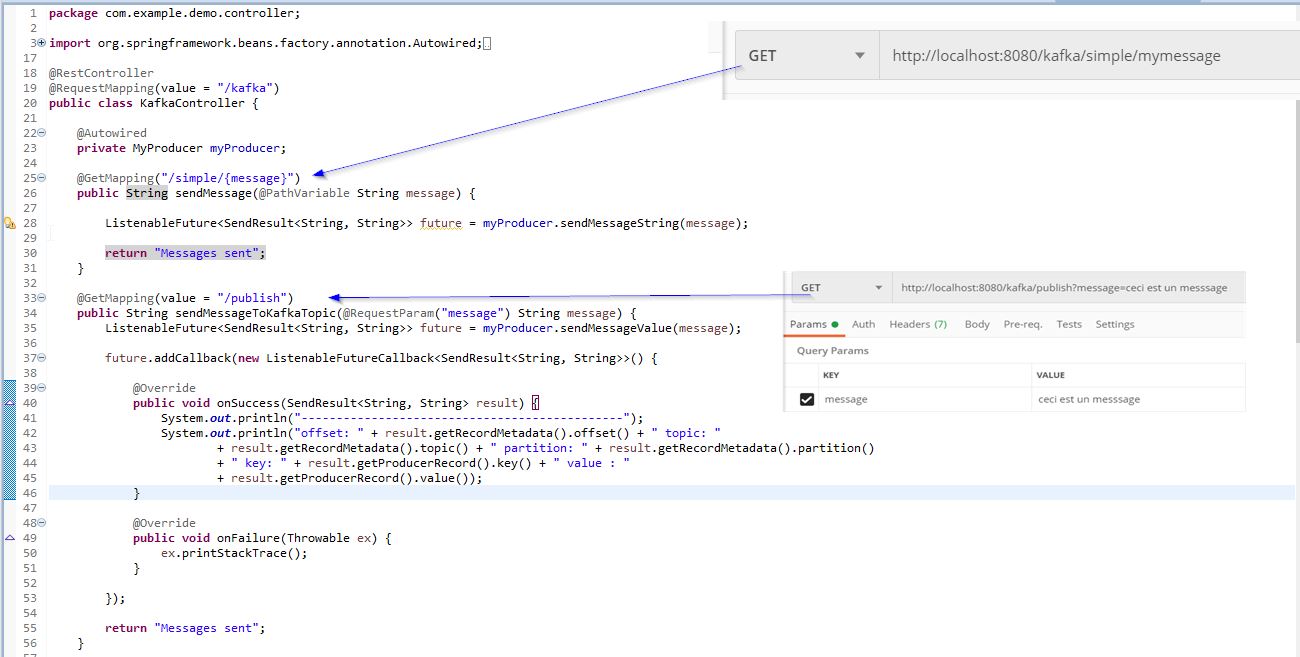 1 package com.example.demo.controller;
2
3 import org.springframework.beans.factory.annotation.Autowired;
17
18 @RestController
19 @RequestMapping(value = "/kafka")
20 public class KafkaController {
21
22 @Autowired
23 private MyProducer myProducer;
24
25 @GetMapping("/simple/{message}")
26 public String sendMessage(@PathVariable String message) {
27
28 ListenableFuture<SendResult<String, String>> future = myProducer.sendMessageString(message);
29
30 return "Messages sent";
31 }
32
33 @GetMapping(value = "/publish")
34 public String sendMessageToKafkaTopic(@RequestParam("message") String message) {
35 ListenableFuture<SendResult<String, String>> future = myProducer.sendMessageValue(message);
36
37 future.addCallback(new ListenableFutureCallback<SendResult<String, String>>() {
38
39 @Override
40 public void onSuccess(SendResult<String, String> result) {
41 System.out.println("----------------------------------------------");
42 System.out.println("offset: " + result.getRecordMetadata().offset() + " topic: "
43 + result.getRecordMetadata().topic() + " partition: " + result.getRecordMetadata().partition()
44 + " key: " + result.getProducerRecord().key() + " value : "
45 + result.getProducerRecord().value());
46 }
47
48 @Override
49 public void onFailure(Throwable ex) {
50 ex.printStackTrace();
51 }
52
53 });
54
55 return "Messages sent";
56 }
GET http://localhost:8080/kafka/simple/mymessage
GET http://localhost:8080/kafka/publish?message=ceci est un messsage
Params Auth Headers (7) Body Pre-req. Tests Settings
Query Params
KEY VALUE
message ceci est un messsage